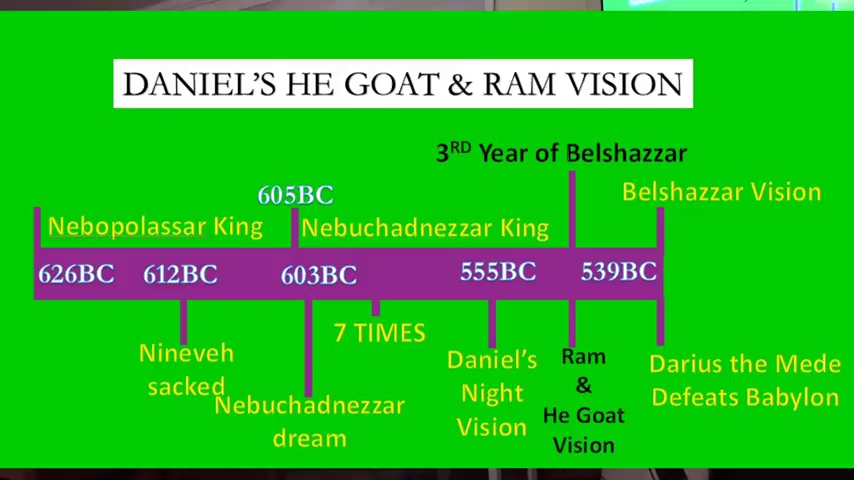 DANIEL'S HE GOAT & RAM VISION
3RD Year of Belshazzar
605BC
Belshazzar Vision
Nebopolassar King
Nebuchadnezzar King
626BC
612BC
603BC
555BC
539BC
7 TIMES
Nineveh
sacked
Nebuchadnezzar
dream
Daniel's
Night
Vision
Ram
&
He Goat
Vision
Darius the Mede
Defeats Babylon